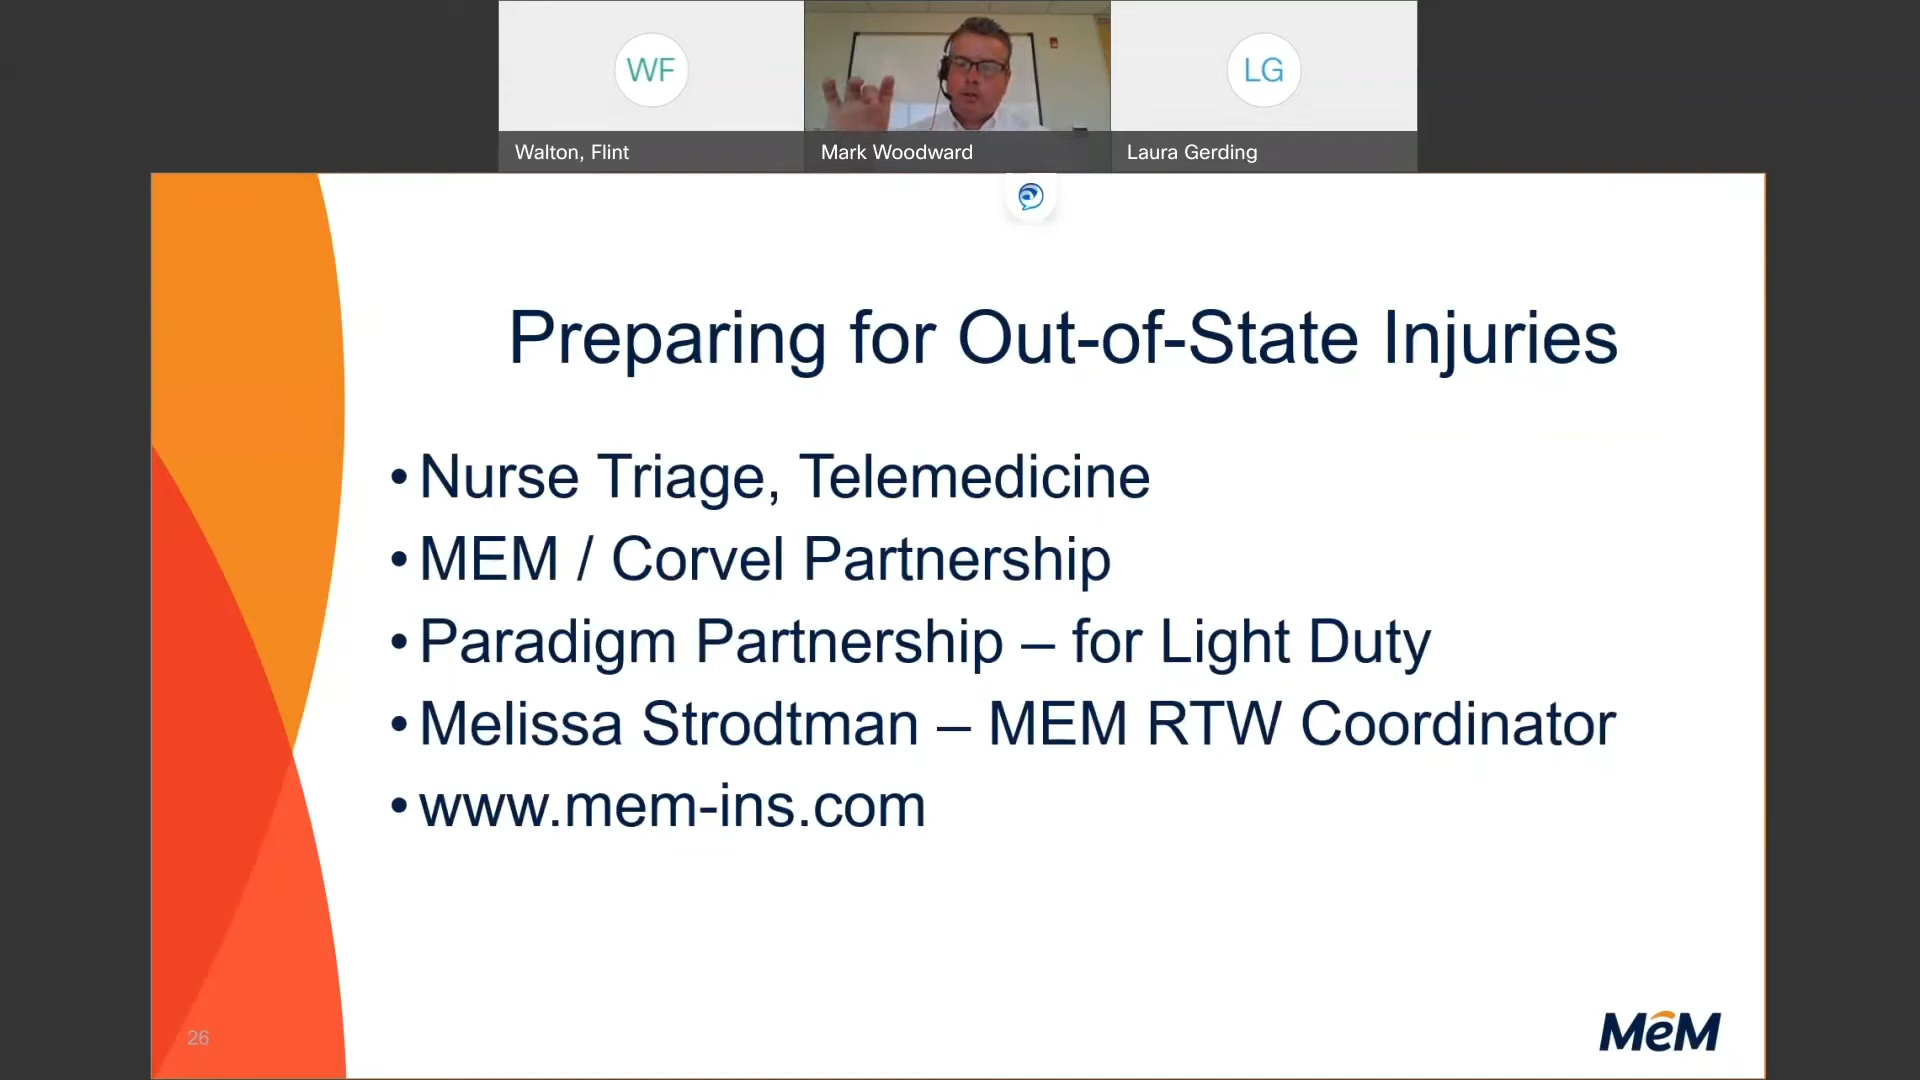 WF
LG
Walton, Flint
Mark Woodward
Laura Gerding
Preparing for Out-of-State Injuries
• Nurse Triage, Telemedicine
• MEM / Corvel Partnership
• Paradigm Partnership – for Light Duty
• Melissa Strodtman – MEM RTW Coordinator
• www.mem-ins.com
26
MeM